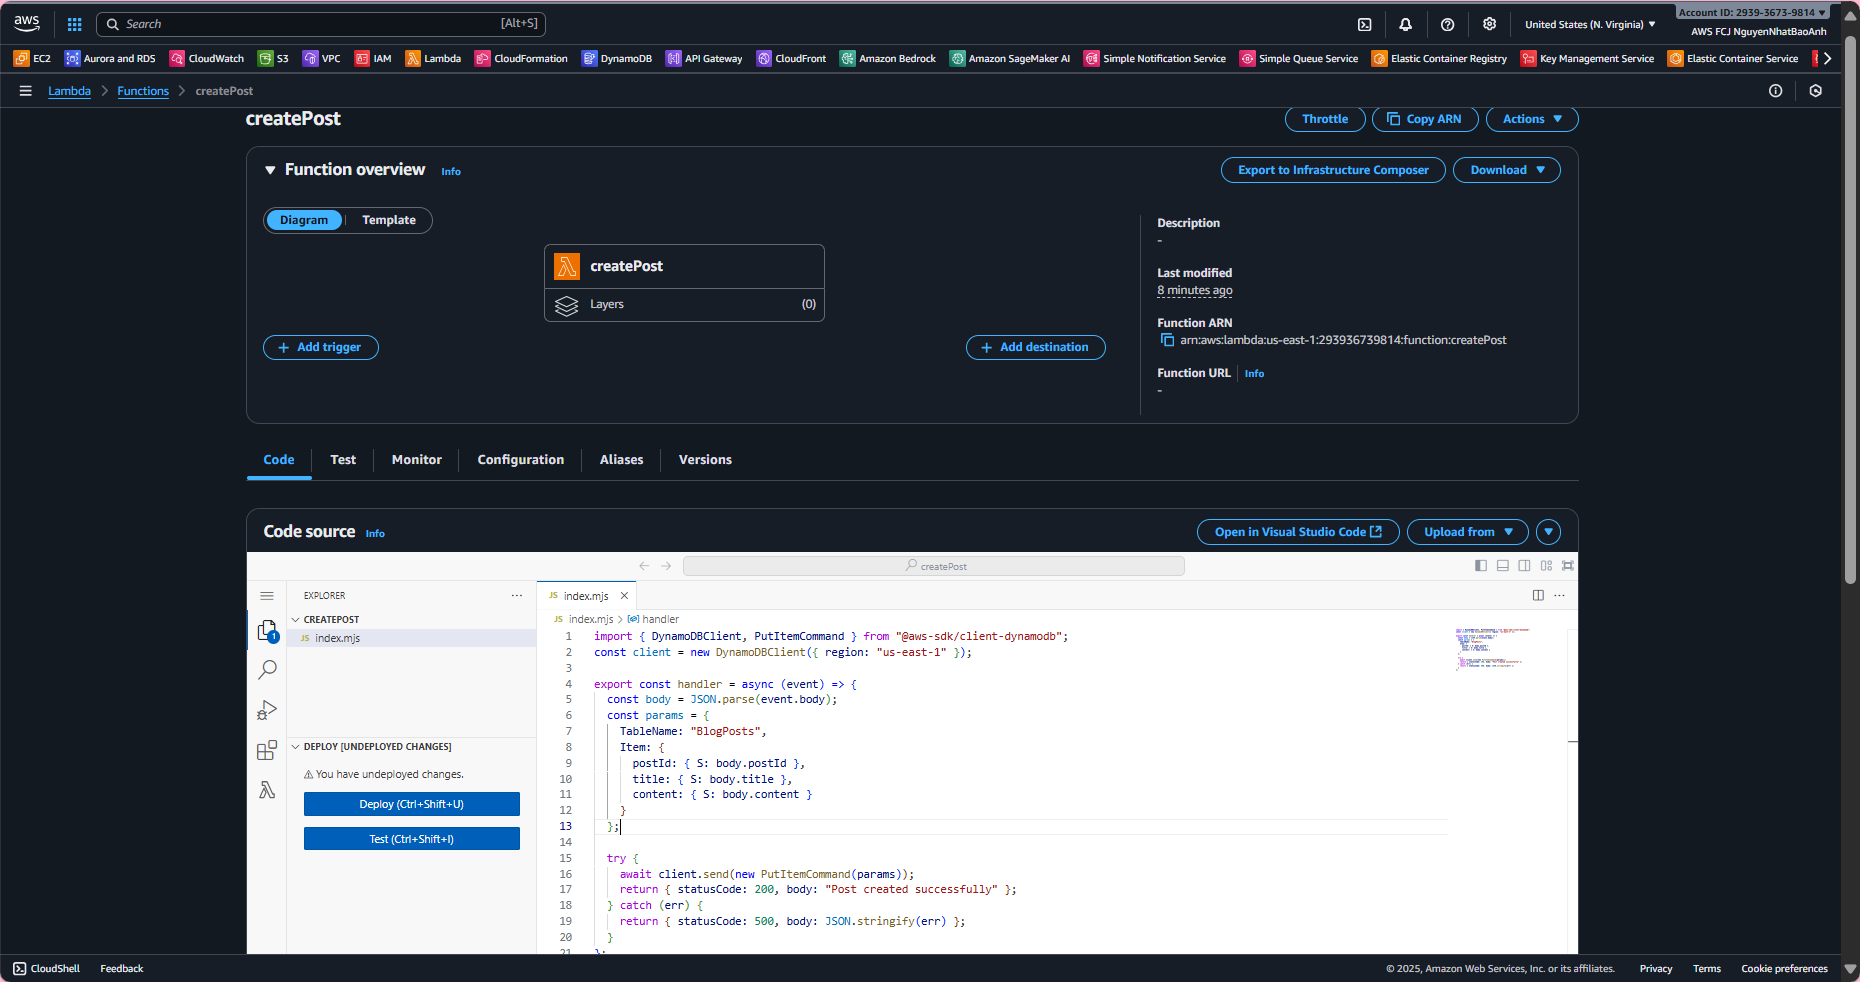 aws
Search
[Alt+S]
United States (N. Virginia)
Account ID: 2939-3673-9814
AWS FCJ NguyenNhatBaoAnh
EC2
Aurora and RDS
CloudWatch
S3
VPC
IAM
Lambda
CloudFormation
DynamoDB
API Gateway
CloudFront
Amazon Bedrock
Amazon SageMaker AI
Simple Notification Service
Simple Queue Service
Elastic Container Registry
Key Management Service
Elastic Container Service
Lambda > Functions > createPost
createPost
Throttle
Copy ARN
Actions
Function overview Info
Export to Infrastructure Composer
Download
Diagram
Template
createPost
Layers (0)
+ Add trigger
+ Add destination
Description
-
Last modified
8 minutes ago
Function ARN
arn:aws:lambda:us-east-1:293936739814:function:createPost
Function URL Info
-
Code
Test
Monitor
Configuration
Aliases
Versions
Code source Info
Open in Visual Studio Code
Upload from
createPost
EXPLORER
CREATEPOST
JS index.mjs
1
DEPLOY [UNDEPLOYED CHANGES]
You have undeployed changes.
Deploy (Ctrl+Shift+U)
Test (Ctrl+Shift+I)
JS index.mjs
JS index.mjs > handler
1 import { DynamoDBClient, PutItemCommand } from "@aws-sdk/client-dynamodb";
2 const client = new DynamoDBClient({ region: "us-east-1" });
3
4 export const handler = async (event) => {
5 const body = JSON.parse(event.body);
6 const params = {
7 TableName: "BlogPosts",
8 Item: {
9 postId: { S: body.postId },
10 title: { S: body.title },
11 content: { S: body.content }
12 }
13 };
14
15 try {
16 await client.send(new PutItemCommand(params));
17 return { statusCode: 200, body: "Post created successfully" };
18 } catch (err) {
19 return { statusCode: 500, body: JSON.stringify(err) };
20 }
21 };
CloudShell
Feedback
© 2025, Amazon Web Services, Inc. or its affiliates.
Privacy
Terms
Cookie preferences